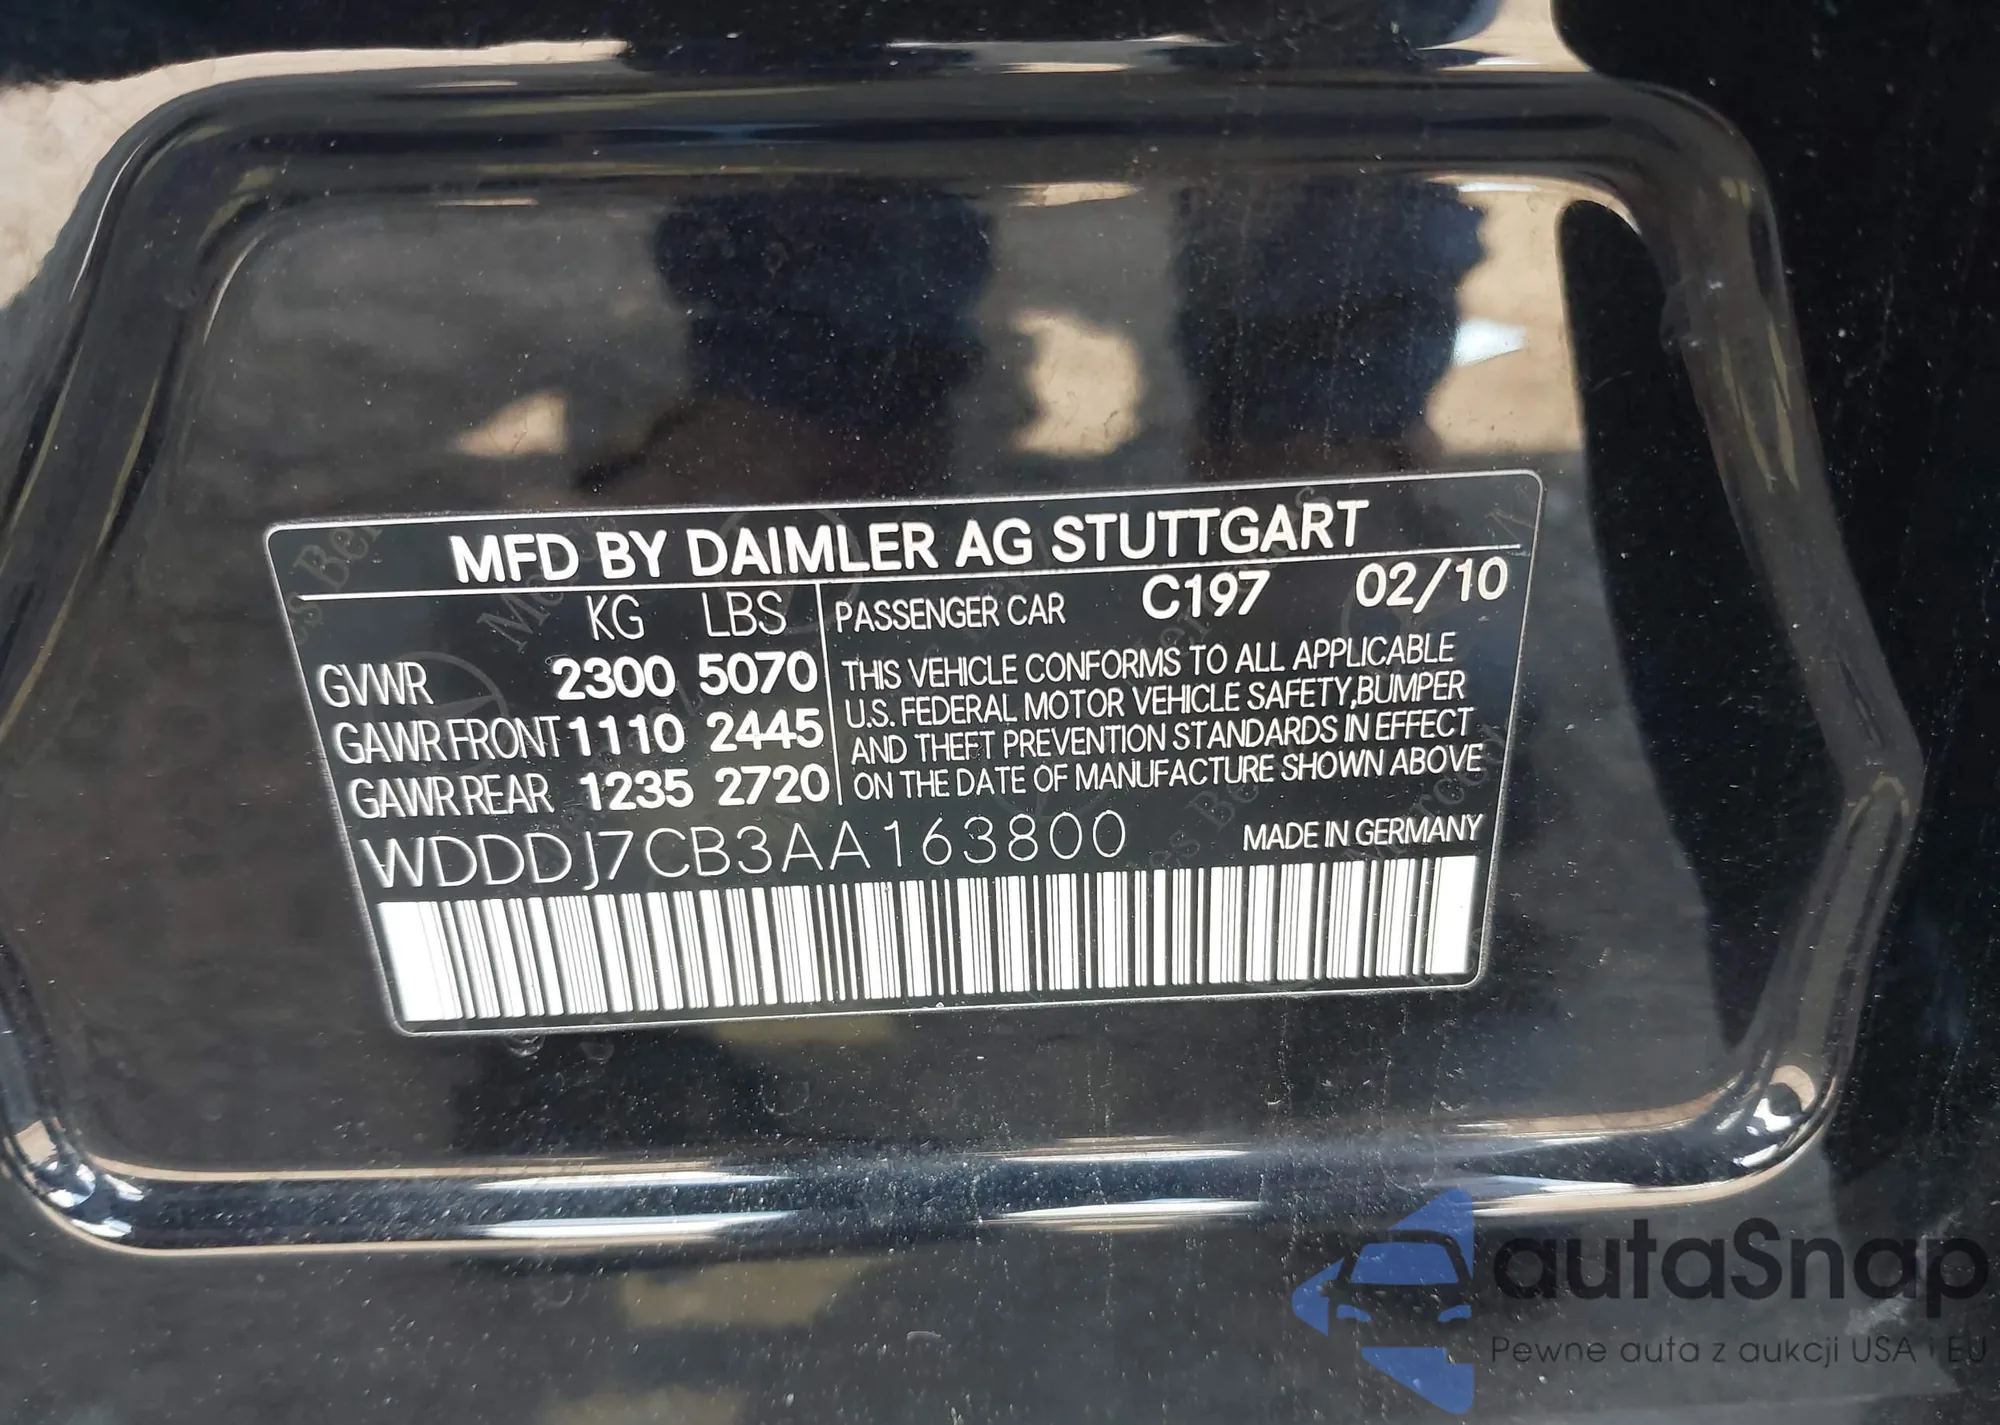 MFD BY DAIMLER AG STUTTGART
KG LBS
GVWR 2300 5070
GAWR FRONT 1110 2445
GAWR REAR 1235 2720
PASSENGER CAR C197 02/10
THIS VEHICLE CONFORMS TO ALL APPLICABLE
U.S. FEDERAL MOTOR VEHICLE SAFETY,BUMPER
AND THEFT PREVENTION STANDARDS IN EFFECT
ON THE DATE OF MANUFACTURE SHOWN ABOVE
WDDDJ7CB3AA163800
MADE IN GERMANY
autaSnap
Pewne auta z aukcji USA i EU